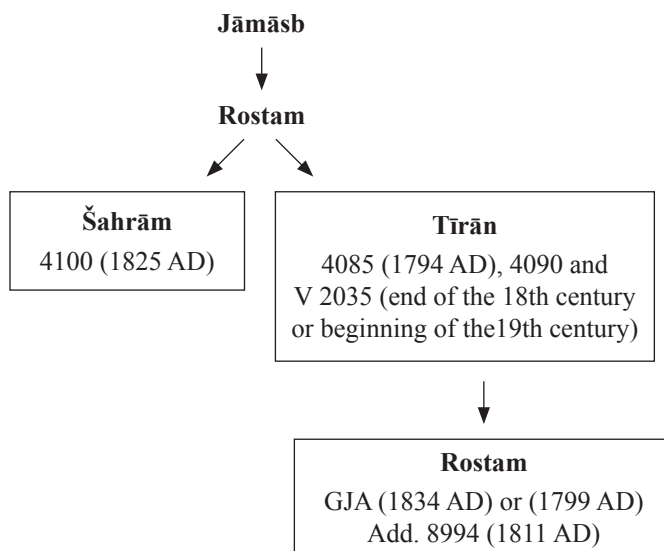 Jāmāsb
Rostam
Šahrām
4100 (1825 AD)
Tīrān
4085 (1794 AD), 4090 and
V 2035 (end of the 18th century
or beginning of the19th century)
Rostam
GJA (1834 AD) or (1799 AD)
Add. 8994 (1811 AD)